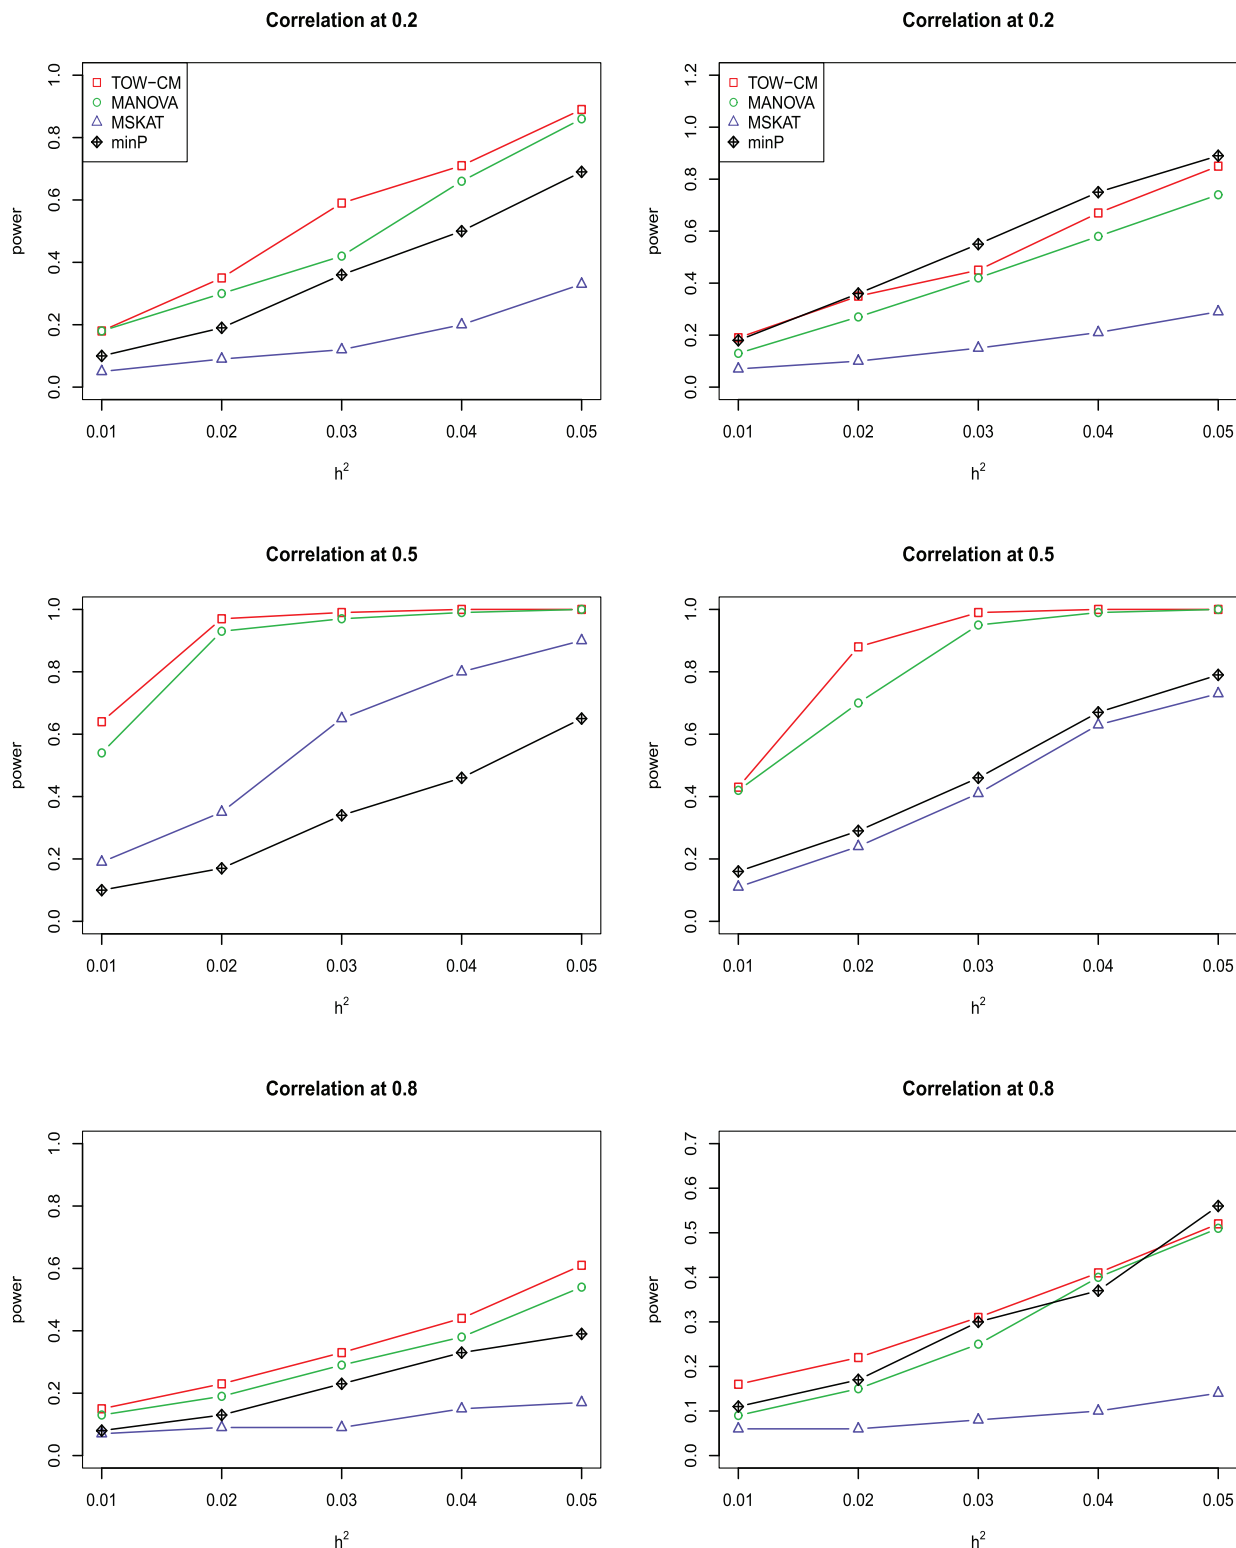 Correlation at 0.2
TOW−CM
MANOVA
MSKAT
minP
power
0.0 0.2 0.4 0.6 0.8 1.0
0.01 0.02 0.03 0.04 0.05
h²
Correlation at 0.2
TOW−CM
MANOVA
MSKAT
minP
power
0.0 0.2 0.4 0.6 0.8 1.0 1.2
0.01 0.02 0.03 0.04 0.05
h²
Correlation at 0.5
power
0.0 0.2 0.4 0.6 0.8 1.0
0.01 0.02 0.03 0.04 0.05
h²
Correlation at 0.5
power
0.0 0.2 0.4 0.6 0.8 1.0
0.01 0.02 0.03 0.04 0.05
h²
Correlation at 0.8
power
0.0 0.2 0.4 0.6 0.8 1.0
0.01 0.02 0.03 0.04 0.05
h²
Correlation at 0.8
power
0.0 0.1 0.2 0.3 0.4 0.5 0.6 0.7
0.01 0.02 0.03 0.04 0.05
h²